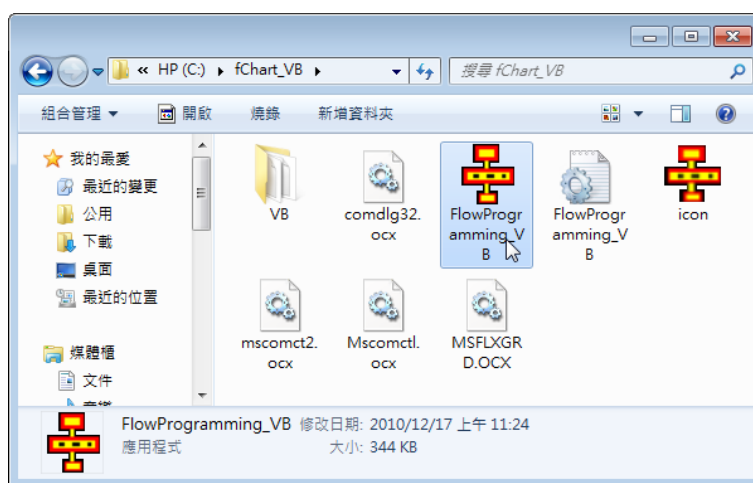 « HP (C:) ▸ fChart_VB ▸
搜尋 fChart_VB
組合管理 ▼ 開啟 燒錄 新增資料夾
我的最愛
最近的變更
公用
下載
桌面
最近的位置
媒體櫃
文件
VB
comdlg32.
ocx
FlowProgr
amming_V
B
FlowProgr
amming_V
B
icon
mscomct2.
ocx
Mscomctl.
ocx
MSFLXGR
D.OCX
FlowProgramming_VB 修改日期: 2010/12/17 上午 11:24
應用程式 大小: 344 KB